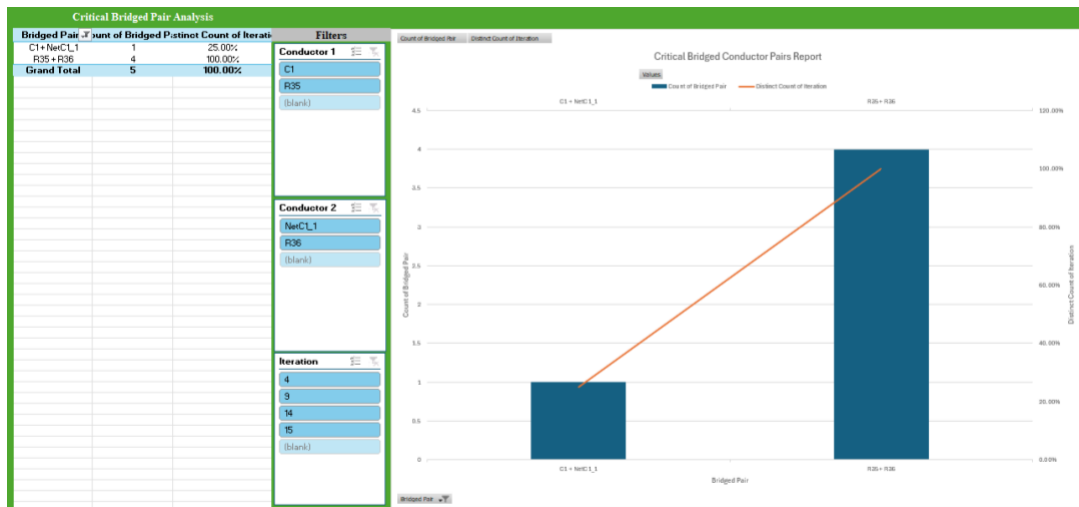 Critical Bridged Pair Analysis
Bridged Pair ount of Bridged Pa stinct Count of Iterati
C1+NetC1_1 1 25.00%
R35+R36 4 100.00%
Grand Total 5 100.00%
Filters
Conductor 1
C1
R35
(blank)
Conductor 2
NetC1_1
R36
(blank)
Iteration
4
9
14
15
(blank)
Count of Bridged Pair Distinct Count of Iteration
Critical Bridged Conductor Pairs Report
Values
Count of Bridged Pair Distinct Count of Iteration
C1 + NetC1_1 R35+ R36
4.5
4
3.5
3
2.5
2
1.5
1
0.5
0
Count of Bridged Pair
120.00%
100.00%
80.00%
60.00%
40.00%
20.00%
0.00%
Distinct Count of Iteration
C1 + NetC1_1 R35+ R36
Bridged Pair
Bridged Pair